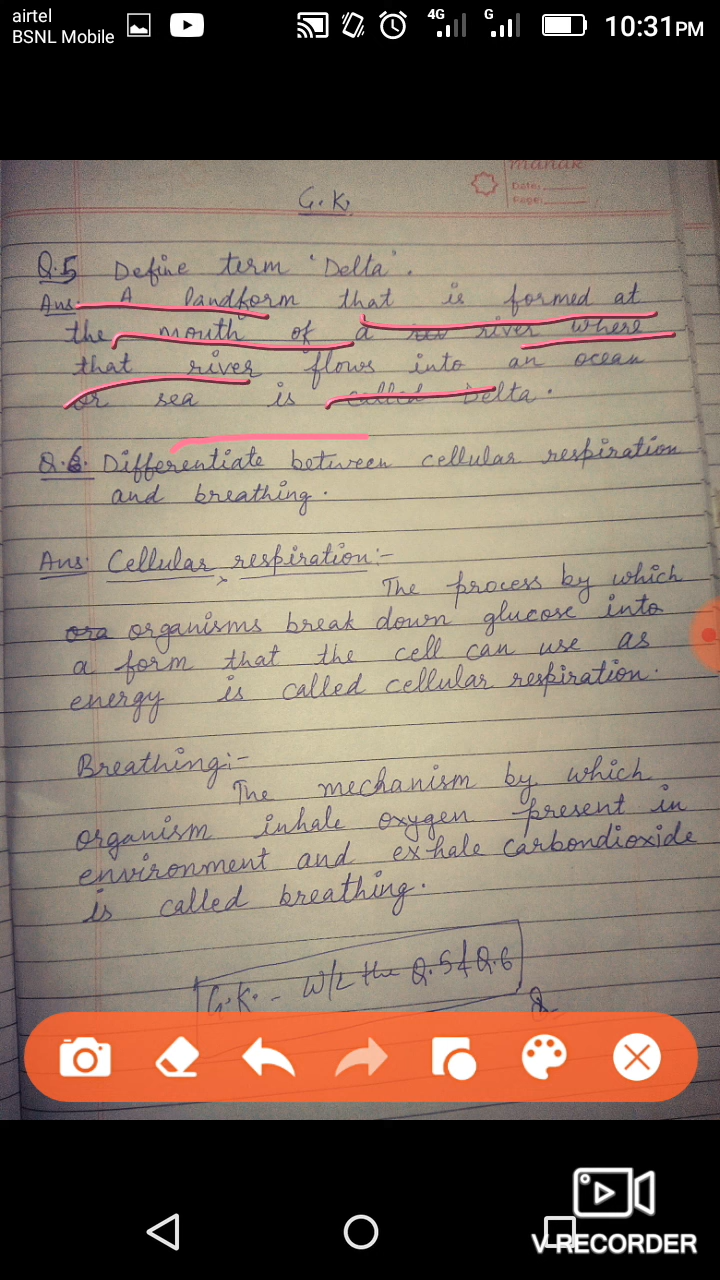 airtel
BSNL Mobile
4G
G
10:31PM
manak
Date:
Page:
G.K.
Q.5 Define term 'Delta'.
Ans: A landform that is formed at
the mouth of a river where
that river flows into an ocean
or sea is called Delta.
Q.6. Differentiate between cellular respiration
and breathing.
Ans: Cellular respiration:-
The process by which
ora organisms break down glucose into
a form that the cell can use as
energy is called cellular respiration.
Breathing:-
The mechanism by which
organism inhale oxygen present in
environment and exhale carbondioxide
is called breathing.
G.K. - W/L the Q.5 & Q.6
V RECORDER